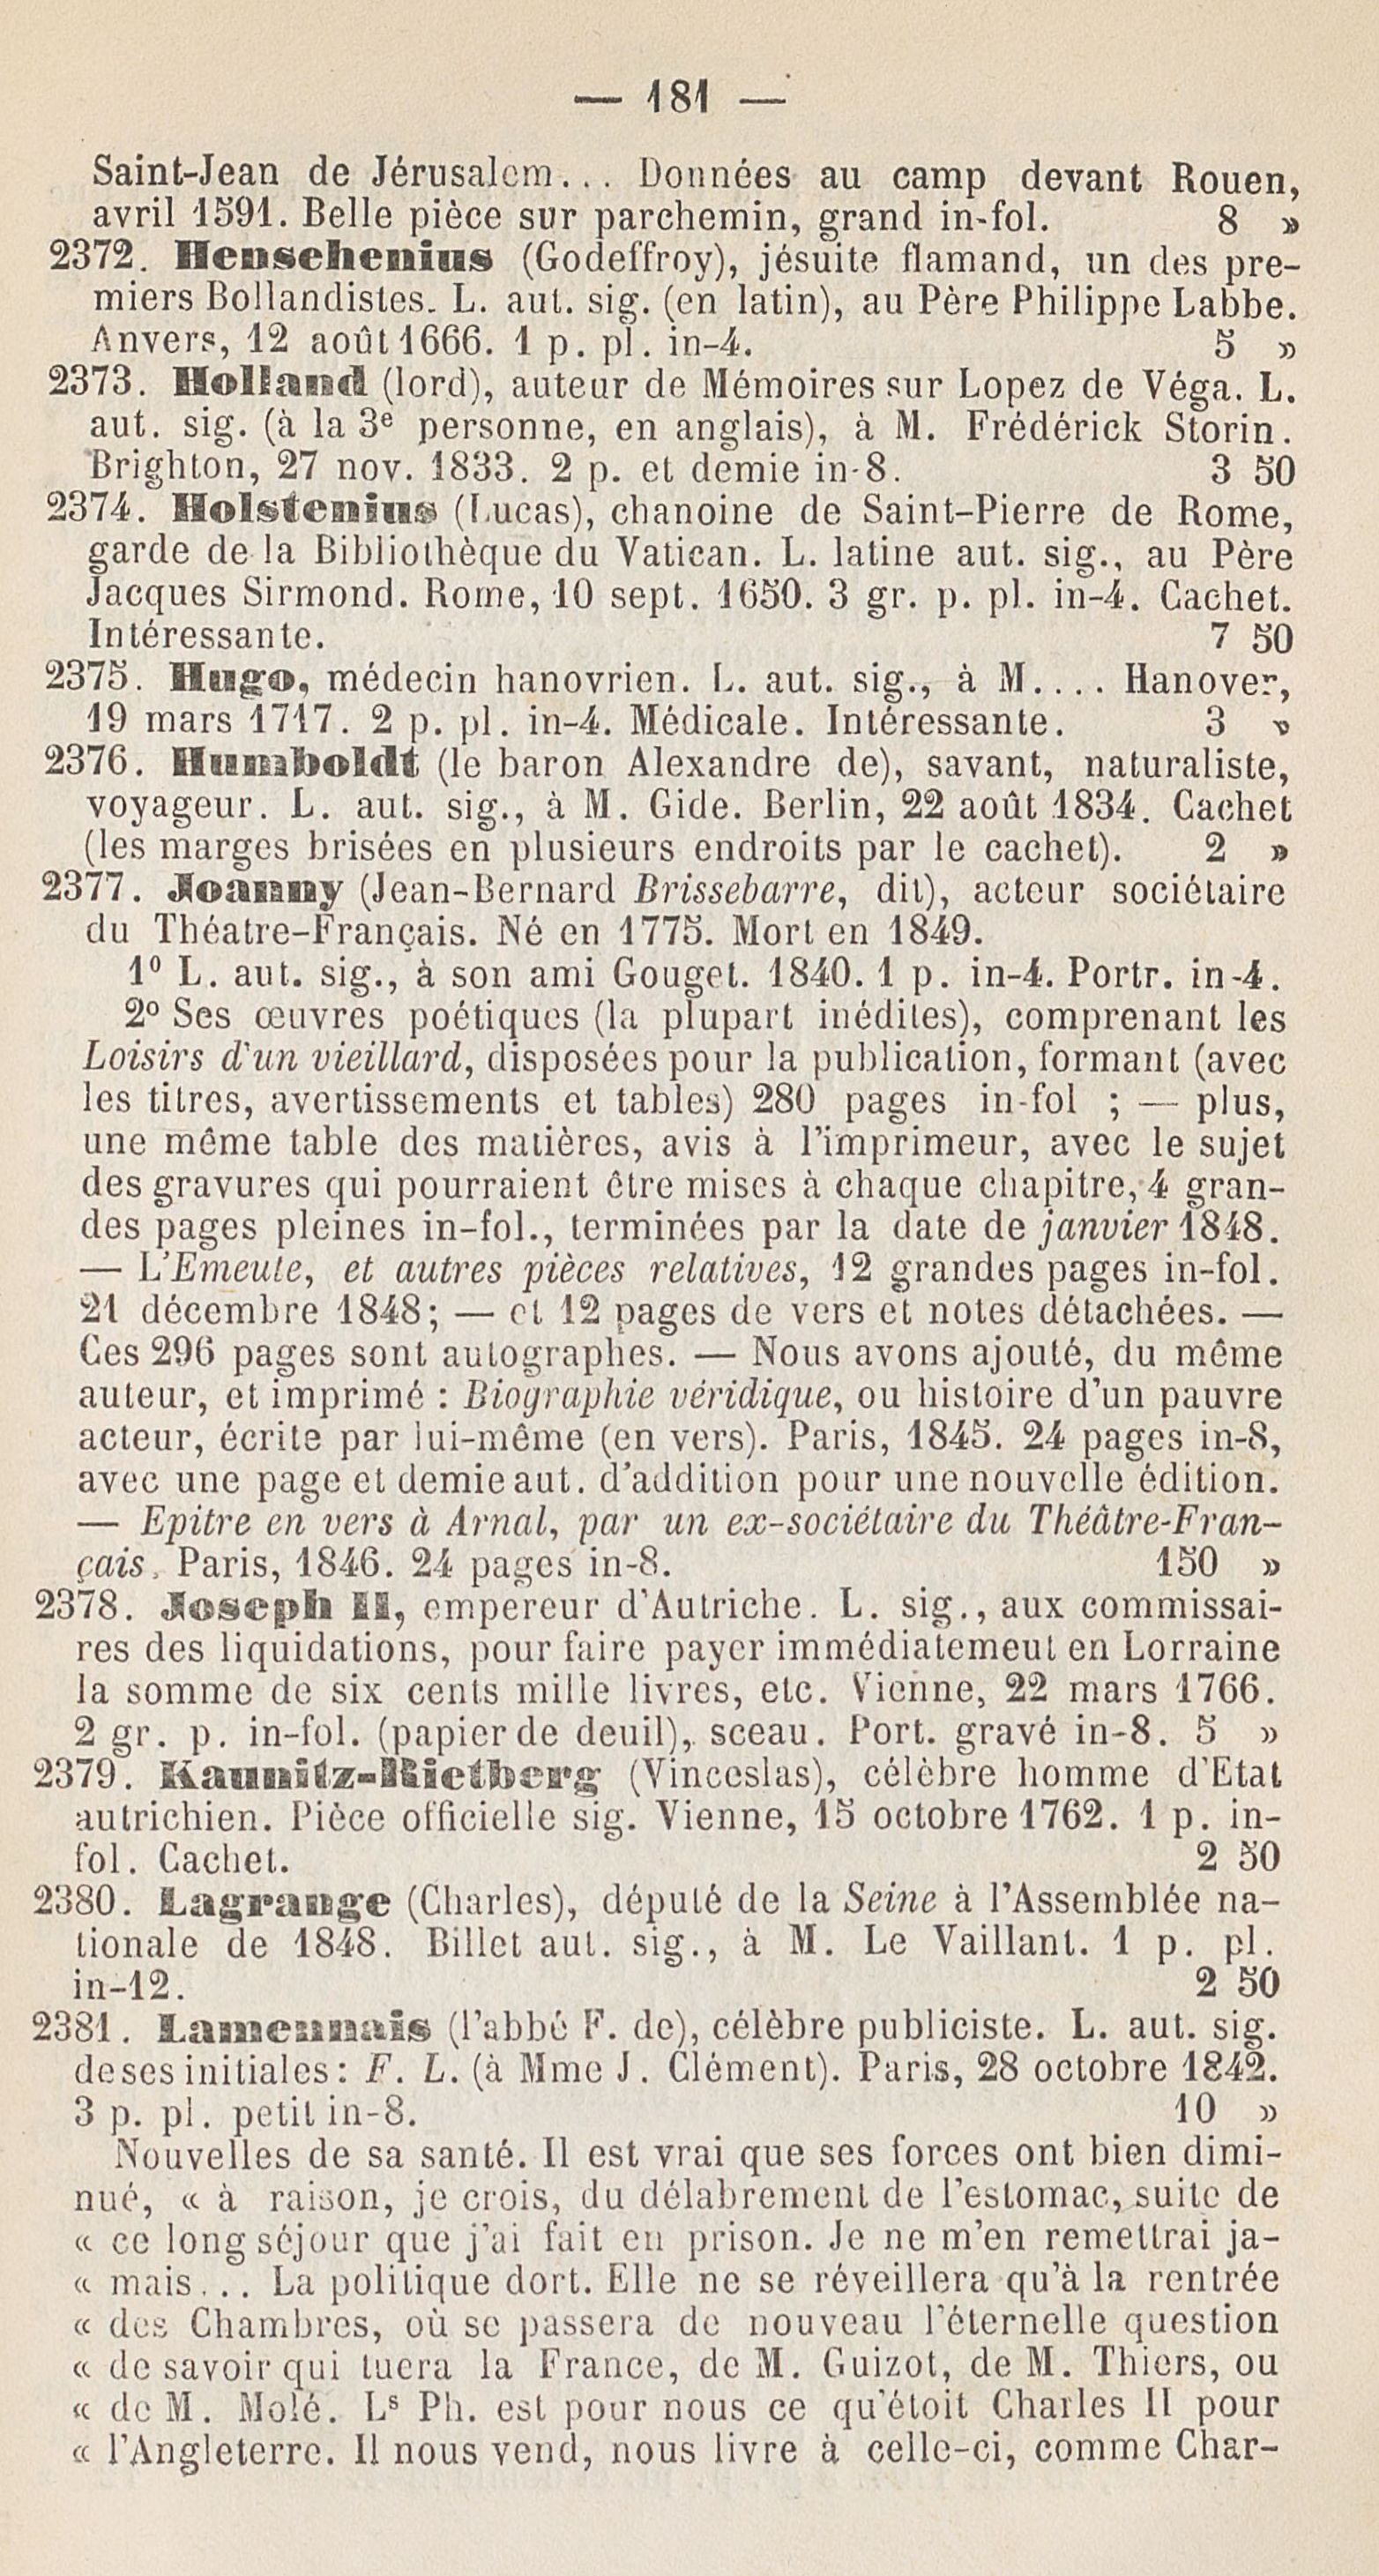 — 181 —
Saint-Jean de Jérusalem... Données au camp devant Rouen,
avril 1591. Belle pièce sur parchemin, grand in-fol. 8 »
2372. Henschenius (Godeffroy), jésuite flamand, un des pre-
miers Bollandistes. L. aut. sig. (en latin), au Père Philippe Labbe.
Anvers, 12 août 1666. 1 p. pl. in-4. 5 »
2373. Holland (lord), auteur de Mémoires sur Lopez de Véga. L.
aut. sig. (à la 3e personne, en anglais), à M. Frédérick Storin.
Brighton, 27 nov. 1833. 2 p. et demie in-8. 3 50
2374. Holstenius (Lucas), chanoine de Saint-Pierre de Rome,
garde de la Bibliothèque du Vatican. L. latine aut. sig., au Père
Jacques Sirmond. Rome, 10 sept. 1650. 3 gr. p. pl. in-4. Cachet.
Intéressante. 7 50
2375. Hugo, médecin hanovrien. L. aut. sig., à M.... Hanover,
19 mars 1717. 2 p. pl. in-4. Médicale. Intéressante. 3 »
2376. Humboldt (le baron Alexandre de), savant, naturaliste,
voyageur. L. aut. sig., à M. Gide. Berlin, 22 août 1834. Cachet
(les marges brisées en plusieurs endroits par le cachet). 2 »
2377. Joanny (Jean-Bernard Brissebarre, dit), acteur sociétaire
du Théatre-Français. Né en 1775. Mort en 1849.
1º L. aut. sig., à son ami Gouget. 1840. 1 p. in-4. Portr. in-4.
2º Ses œuvres poétiques (la plupart inédites), comprenant les
Loisirs d'un vieillard, disposées pour la publication, formant (avec
les titres, avertissements et tables) 280 pages in-fol ; — plus,
une même table des matières, avis à l'imprimeur, avec le sujet
des gravures qui pourraient être mises à chaque chapitre, 4 gran-
des pages pleines in-fol., terminées par la date de janvier 1848.
— L'Emeute, et autres pièces relatives, 12 grandes pages in-fol.
21 décembre 1848; — et 12 pages de vers et notes détachées. —
Ces 296 pages sont autographes. — Nous avons ajouté, du même
auteur, et imprimé : Biographie véridique, ou histoire d'un pauvre
acteur, écrite par lui-même (en vers). Paris, 1845. 24 pages in-8,
avec une page et demie aut. d'addition pour une nouvelle édition.
— Epitre en vers à Arnal, par un ex-sociétaire du Théâtre-Fran-
çais. Paris, 1846. 24 pages in-8. 150 »
2378. Joseph II, empereur d'Autriche. L. sig., aux commissai-
res des liquidations, pour faire payer immédiatemeut en Lorraine
la somme de six cents mille livres, etc. Vienne, 22 mars 1766.
2 gr. p. in-fol. (papier de deuil), sceau. Port. gravé in-8. 5 »
2379. Kaunitz-Rietberg (Vinceslas), célèbre homme d'Etat
autrichien. Pièce officielle sig. Vienne, 15 octobre 1762. 1 p. in-
fol. Cachet. 2 50
2380. Lagrange (Charles), député de la Seine à l'Assemblée na-
tionale de 1848. Billet aut. sig., à M. Le Vaillant. 1 p. pl.
in-12. 2 50
2381. Lamennais (l'abbé F. de), célèbre publiciste. L. aut. sig.
de ses initiales : F. L. (à Mme J. Clément). Paris, 28 octobre 1842.
3 p. pl. petit in-8. 10 »
Nouvelles de sa santé. Il est vrai que ses forces ont bien dimi-
nué, « à raison, je crois, du délabrement de l'estomac, suite de
« ce long séjour que j'ai fait en prison. Je ne m'en remettrai ja-
« mais... La politique dort. Elle ne se réveillera qu'à la rentrée
« des Chambres, où se passera de nouveau l'éternelle question
« de savoir qui tuera la France, de M. Guizot, de M. Thiers, ou
« de M. Molé. Ls Ph. est pour nous ce qu'étoit Charles II pour
« l'Angleterre. Il nous vend, nous livre à celle-ci, comme Char-